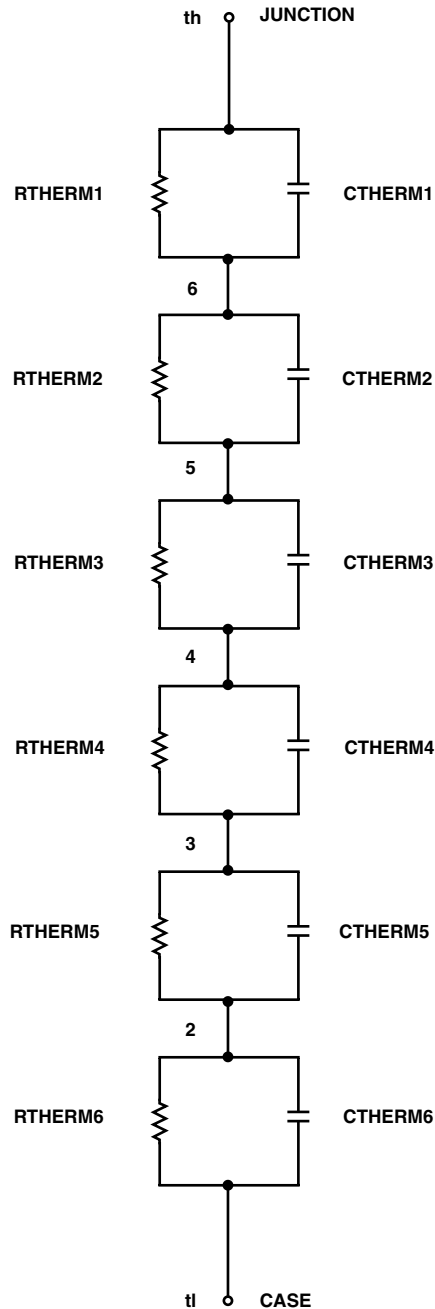 th JUNCTION
RTHERM1 CTHERM1
6
RTHERM2 CTHERM2
5
RTHERM3 CTHERM3
4
RTHERM4 CTHERM4
3
RTHERM5 CTHERM5
2
RTHERM6 CTHERM6
tl CASE